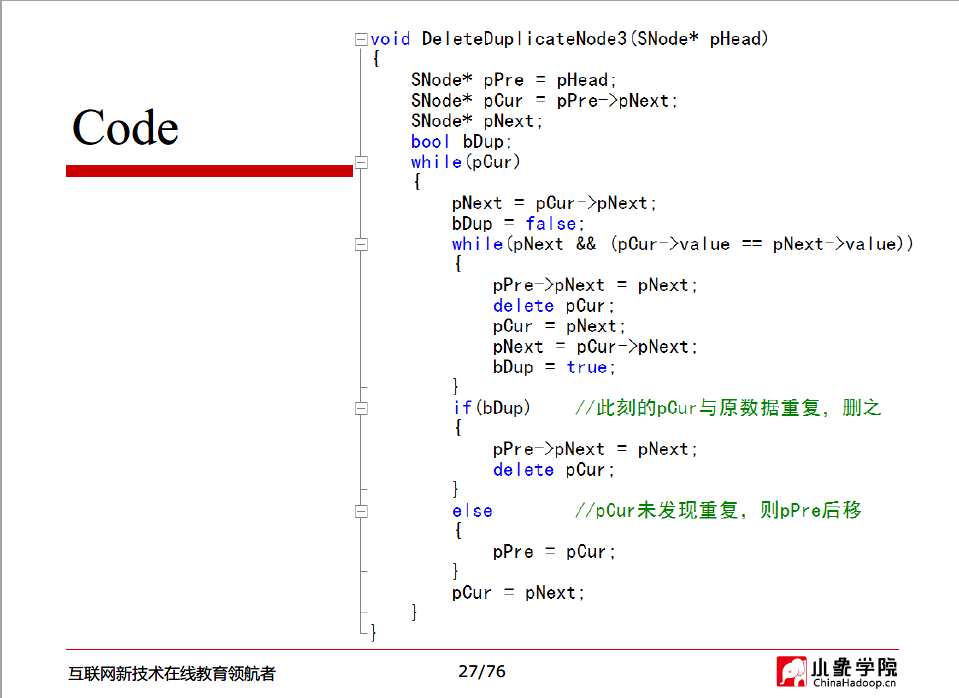 Code
void DeleteDuplicateNode3(SNode* pHead)
{
    SNode* pPre = pHead;
    SNode* pCur = pPre->pNext;
    SNode* pNext;
    bool bDup;
    while(pCur)
    {
        pNext = pCur->pNext;
        bDup = false;
        while(pNext && (pCur->value == pNext->value))
        {
            pPre->pNext = pNext;
            delete pCur;
            pCur = pNext;
            pNext = pCur->pNext;
            bDup = true;
        }
        if(bDup)    //此刻的pCur与原数据重复，删之
        {
            pPre->pNext = pNext;
            delete pCur;
        }
        else        //pCur未发现重复，则pPre后移
        {
            pPre = pCur;
        }
        pCur = pNext;
    }
}
互联网新技术在线教育领航者
27/76
小象学院
ChinaHadoop.cn